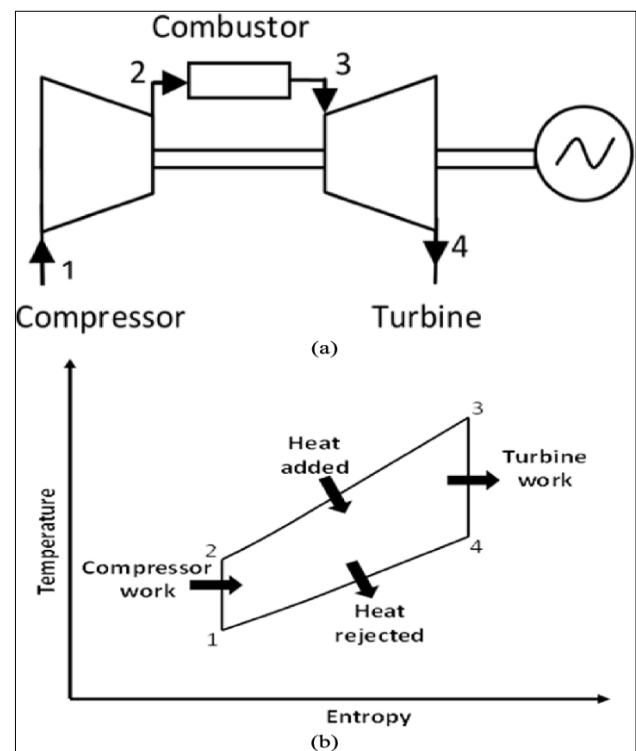 Combustor
2
3
1
4
Compressor
Turbine
(a)
Temperature
3
Heat
added
Turbine
work
2
4
Compressor
work
1
Heat
rejected
Entropy
(b)